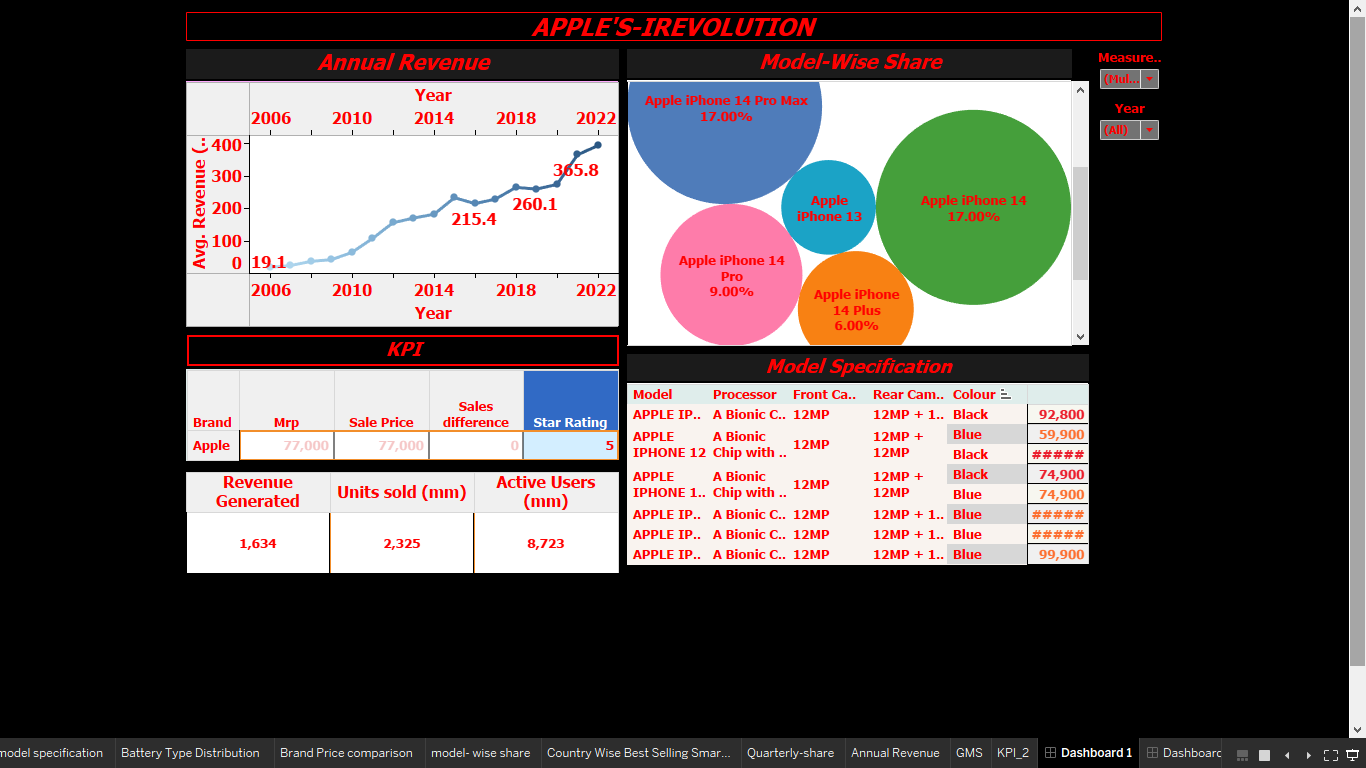 APPLE'S-IREVOLUTION
Annual Revenue
Year
2006 2010 2014 2018 2022
Avg. Revenue (..
400
300
200
100
0
19.1
215.4
260.1
365.8
2006 2010 2014 2018 2022
Year
Model-Wise Share
Apple iPhone 14 Pro Max
17.00%
Apple
iPhone 13
Apple iPhone 14
17.00%
Apple iPhone 14
Pro
9.00%
Apple iPhone
14 Plus
6.00%
Measure..
(Mul...
Year
(All)
KPI
Brand Mrp Sale Price Sales difference Star Rating
Apple 77,000 77,000 0 5
Revenue Generated Units sold (mm) Active Users (mm)
1,634 2,325 8,723
Model Specification
Model Processor Front Ca.. Rear Cam.. Colour
APPLE IP.. A Bionic C.. 12MP 12MP + 1.. Black 92,800
APPLE A Bionic 12MP 12MP + Blue 59,900
IPHONE 12 Chip with .. 12MP Black #####
APPLE A Bionic 12MP 12MP + Black 74,900
IPHONE 1.. Chip with .. 12MP Blue 74,900
APPLE IP.. A Bionic C.. 12MP 12MP + 1.. Blue #####
APPLE IP.. A Bionic C.. 12MP 12MP + 1.. Blue #####
APPLE IP.. A Bionic C.. 12MP 12MP + 1.. Blue 99,900
model specification Battery Type Distribution Brand Price comparison model- wise share Country Wise Best Selling Smar... Quarterly-share Annual Revenue GMS KPI_2 Dashboard 1 Dashboard